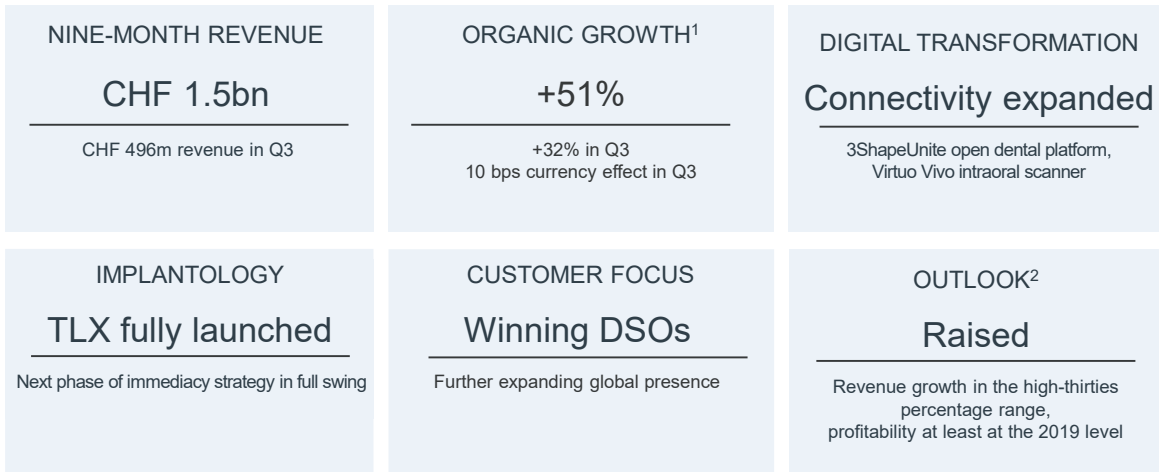 NINE-MONTH REVENUE
CHF 1.5bn
CHF 496m revenue in Q3
ORGANIC GROWTH¹
+51%
+32% in Q3
10 bps currency effect in Q3
DIGITAL TRANSFORMATION
Connectivity expanded
3ShapeUnite open dental platform,
Virtuo Vivo intraoral scanner
IMPLANTOLOGY
TLX fully launched
Next phase of immediacy strategy in full swing
CUSTOMER FOCUS
Winning DSOs
Further expanding global presence
OUTLOOK²
Raised
Revenue growth in the high-thirties
percentage range,
profitability at least at the 2019 level